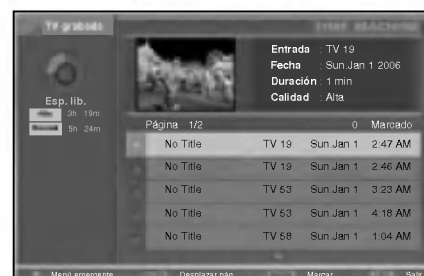 TV grabada
TIME MACHINE
Entrada : TV 19
Fecha : Sun.Jan 1 2006
Duración : 1 min
Calidad : Alta
Esp. lib.
3h 19m
5h 24m
Página 1/2 0 Marcado
No Title TV 19 Sun.Jan 1 2:47 AM
No Title TV 19 Sun.Jan 1 2:46 AM
No Title TV 53 Sun.Jan 1 3:23 AM
No Title TV 53 Sun.Jan 1 4:18 AM
No Title TV 58 Sun.Jan 1 1:04 AM
Menú emergente Desplazar pág. Marcar Salir